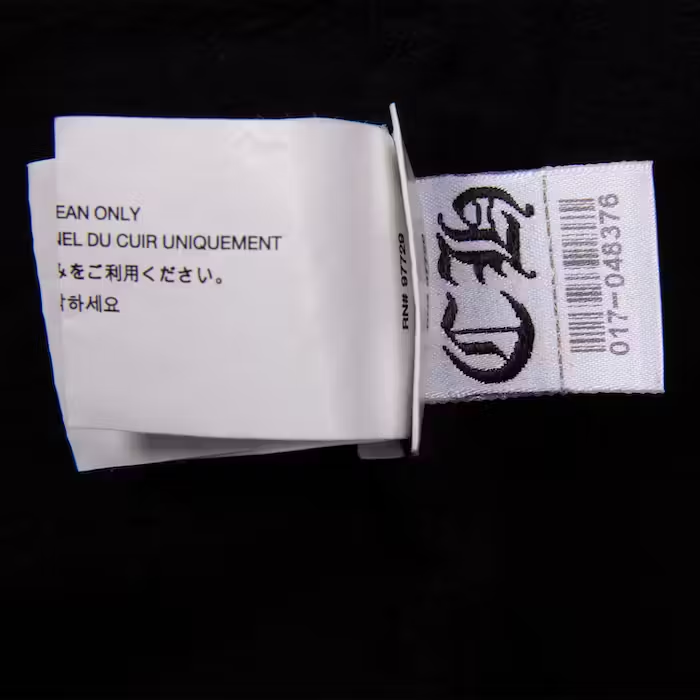 EAN ONLY
NEL DU CUIR UNIQUEMENT
みをご利用ください。
하세요
RN# 97729
017-048376